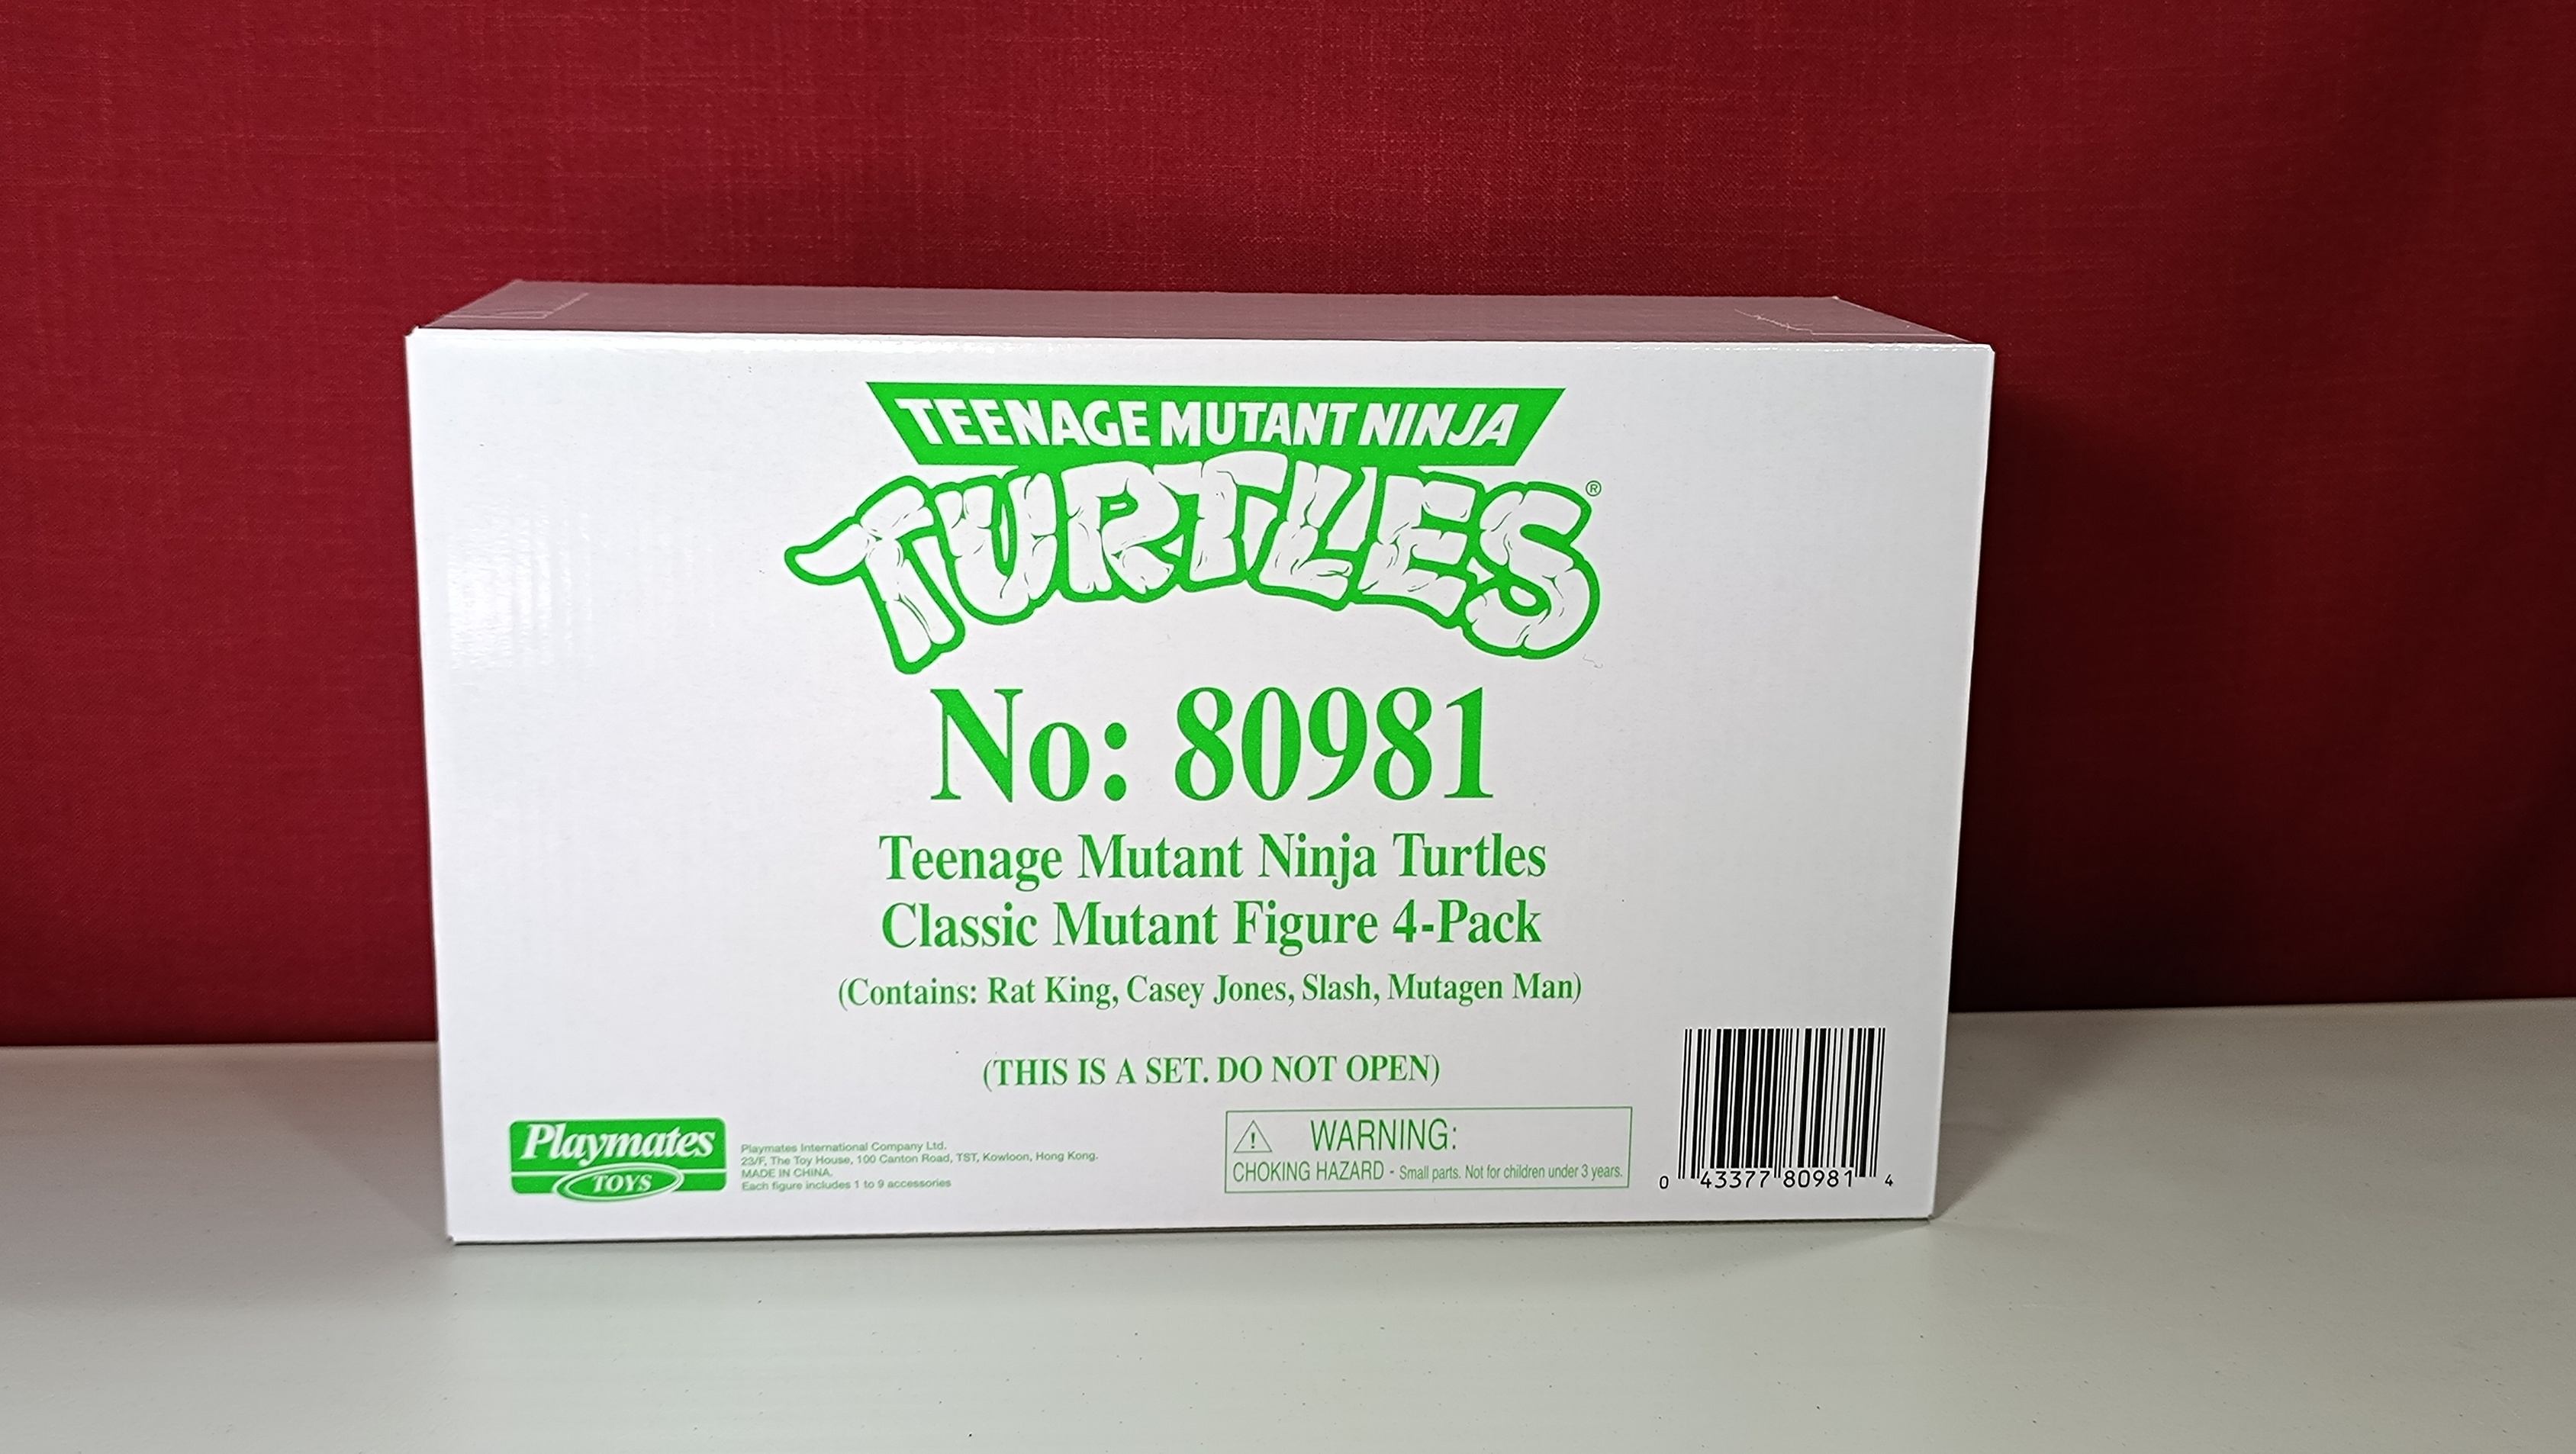 TEENAGE MUTANT NINJA
TURTLES®
No: 80981
Teenage Mutant Ninja Turtles
Classic Mutant Figure 4-Pack
(Contains: Rat King, Casey Jones, Slash, Mutagen Man)
(THIS IS A SET. DO NOT OPEN)
Playmates
TOYS
Playmates International Company Ltd.
23/F, The Toy House, 100 Canton Road, TST, Kowloon, Hong Kong.
MADE IN CHINA.
Each figure includes 1 to 9 accessories
WARNING:
CHOKING HAZARD - Small parts. Not for children under 3 years.
0 43377 80981 4